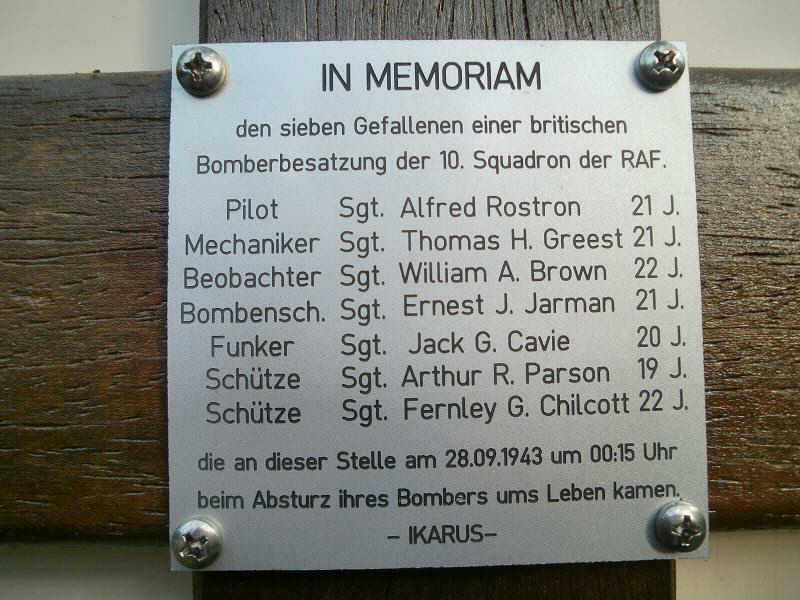 IN MEMORIAM
den sieben Gefallenen einer britischen
Bomberbesatzung der 10. Squadron der RAF.
Pilot Sgt. Alfred Rostron 21 J.
Mechaniker Sgt. Thomas H. Greest 21 J.
Beobachter Sgt. William A. Brown 22 J.
Bombensch. Sgt. Ernest J. Jarman 21 J.
Funker Sgt. Jack G. Cavie 20 J.
Schütze Sgt. Arthur R. Parson 19 J.
Schütze Sgt. Fernley G. Chilcott 22 J.
die an dieser Stelle am 28.09.1943 um 00:15 Uhr
beim Absturz ihres Bombers ums Leben kamen.
- IKARUS-